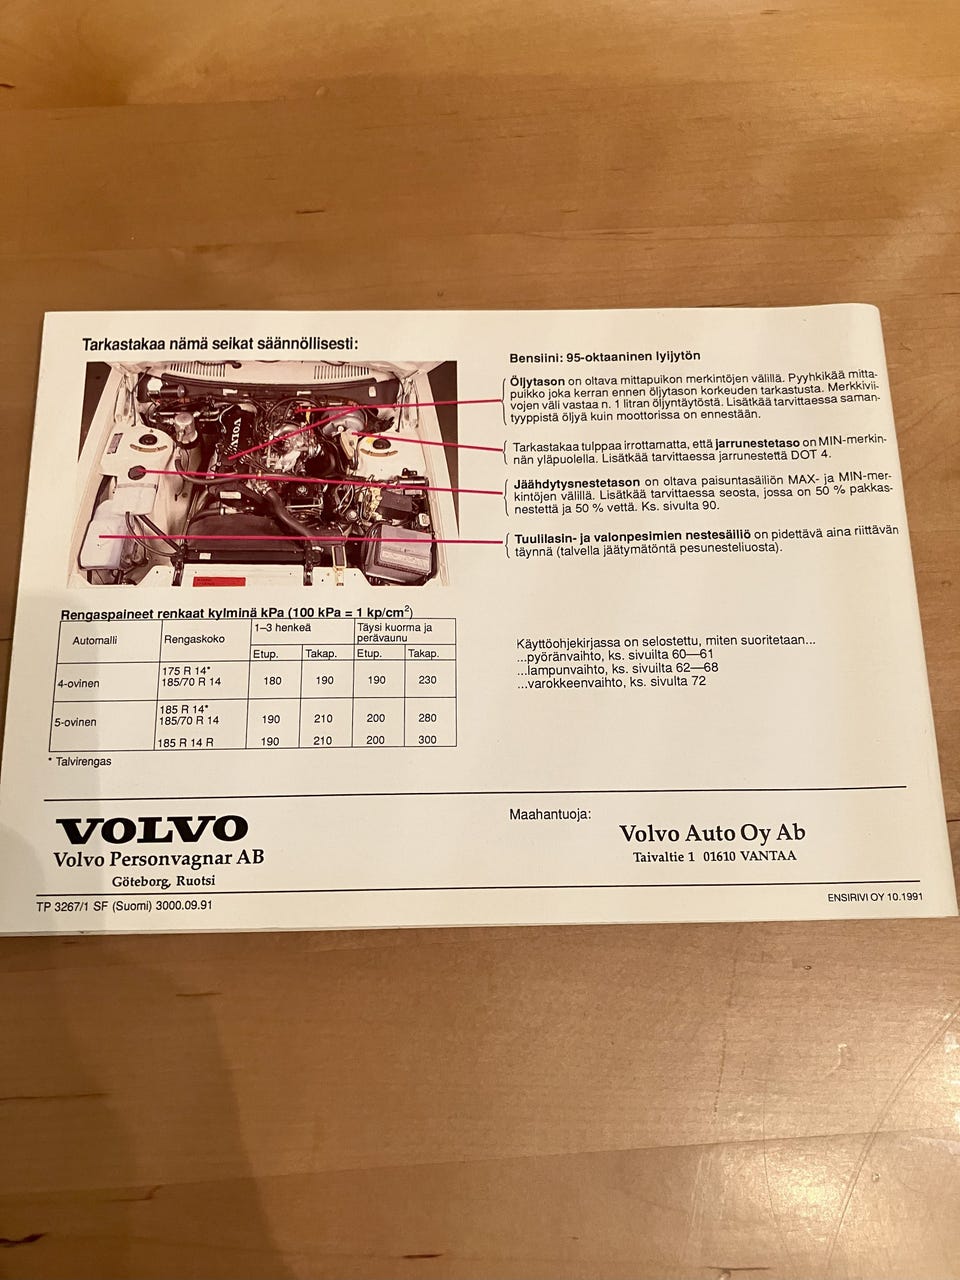 Tarkastakaa nämä seikat säännöllisesti:
VOLVO
Bensiini: 95-oktaaninen lyijytön
Öljytason on oltava mittapuikon merkintöjen välillä. Pyyhkikää mitta-
puikko joka kerran ennen öljytason korkeuden tarkastusta. Merkkivii-
vojen väli vastaa n. 1 litran öljyntäytöstä. Lisätkää tarvittaessa saman-
tyyppistä öljyä kuin moottorissa on ennestään.
Tarkastakaa tulppaa irrottamatta, että jarrunestetaso on MIN-merkin-
nän yläpuolella. Lisätkää tarvittaessa jarrunestettä DOT 4.
Jäähdytysnestetason on oltava paisuntasäiliön MAX- ja MIN-mer-
kintöjen välillä. Lisätkää tarvittaessa seosta, jossa on 50 % pakkas-
nestettä ja 50 % vettä. Ks. sivulta 90.
Tuulilasin- ja valonpesimien nestesäiliö on pidettävä aina riittävän
täynnä (talvella jäätymätöntä pesunesteliuosta).
Rengaspaineet renkaat kylminä kPa (100 kPa = 1 kp/cm²)
Automalli Rengaskoko 1–3 henkeä Täysi kuorma ja
perävaunu
Etup. Takap. Etup. Takap.
4-ovinen 175 R 14*
185/70 R 14 180 190 190 230
5-ovinen 185 R 14*
185/70 R 14 190 210 200 280
185 R 14 R 190 210 200 300
* Talvirengas
Käyttöohjekirjassa on selostettu, miten suoritetaan...
...pyöränvaihto, ks. sivuilta 60—61
...lampunvaihto, ks. sivuilta 62—68
...varokkeenvaihto, ks. sivulta 72
VOLVO
Volvo Personvagnar AB
Göteborg, Ruotsi
Maahantuoja:
Volvo Auto Oy Ab
Taivaltie 1 01610 VANTAA
TP 3267/1 SF (Suomi) 3000.09.91
ENSIRIVI OY 10.1991